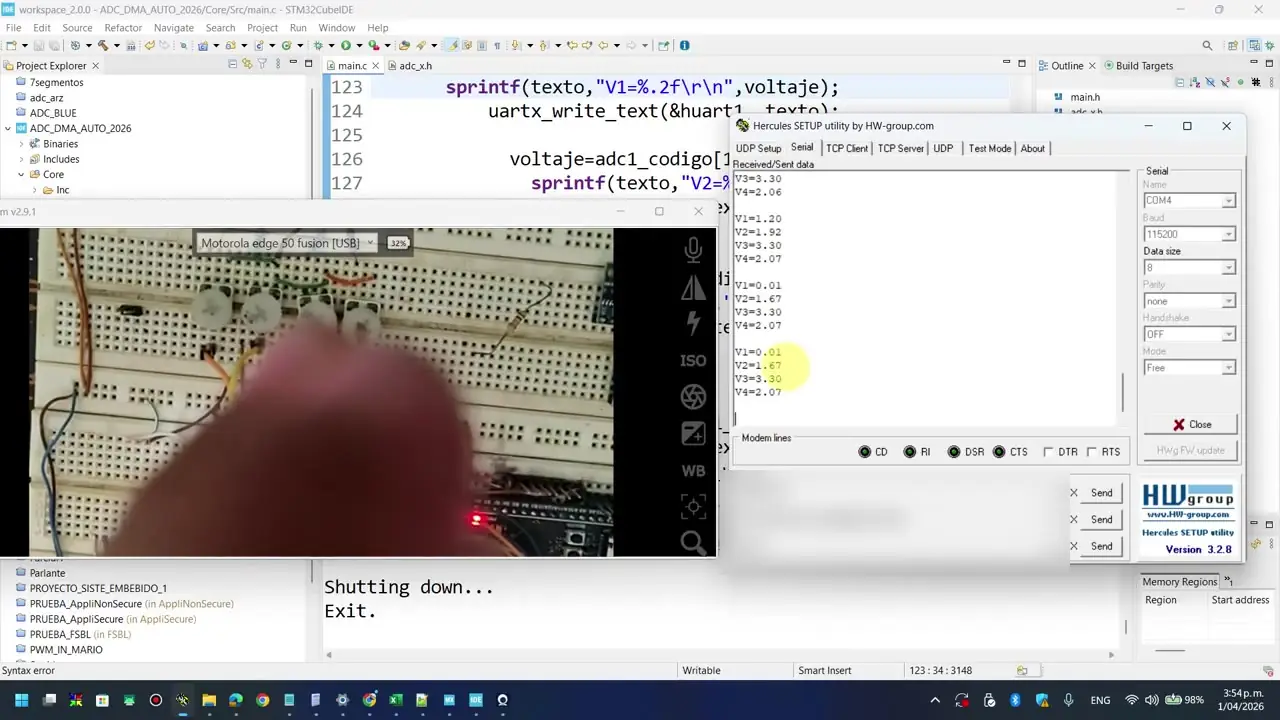 workspace_2.0.0 - ADC_DMA_AUTO_2026/Core/Src/main.c - STM32CubeIDE
File Edit Source Refactor Navigate Search Project Run Window Help
Project Explorer
main.c
adc_x.h
Outline
Build Targets
7segmentos
adc_arz
ADC_BLUE
ADC_DMA_AUTO_2026
Binaries
Includes
Core
Inc
123 sprintf(texto,"V1=%.2f\r\n",voltaje);
124 uartx_write_text(&huart1, texto);
125
126 voltaje=adc1_codigo[1
127 sprintf(texto,"V2=%
main.h
adc_x.h
Hercules SETUP utility by HW-group.com
UDP Setup Serial TCP Client TCP Server UDP Test Mode About
Received/Sent data
V3=3.30
V4=2.06
V1=1.20
V2=1.92
V3=3.30
V4=2.07
V1=0.01
V2=1.67
V3=3.30
V4=2.07
V1=0.01
V2=1.67
V3=3.30
V4=2.07
Serial
Name
COM4
Baud
115200
Data size
8
Parity
none
Handshake
OFF
Mode
Free
Close
HWg FW update
Modem lines
CD RI DSR CTS DTR RTS
Send
Send
Send
HWgroup
www.HW-group.com
Hercules SETUP utility
Version 3.2.8
m v2.9.1
Motorola edge 50 fusion [USB]
32%
ISO
WB
Parlante
PROYECTO_SISTE_EMBEBIDO_1
PRUEBA_AppliNonSecure (in AppliNonSecure)
PRUEBA_AppliSecure (in AppliSecure)
PRUEBA_FSBL (in FSBL)
PWM_IN_MARIO
Shutting down...
Exit.
Memory Regions
Region Start address
Syntax error
Writable
Smart Insert
123 : 34 : 3148
ENG
98%
3:54 p.m.
1/04/2026